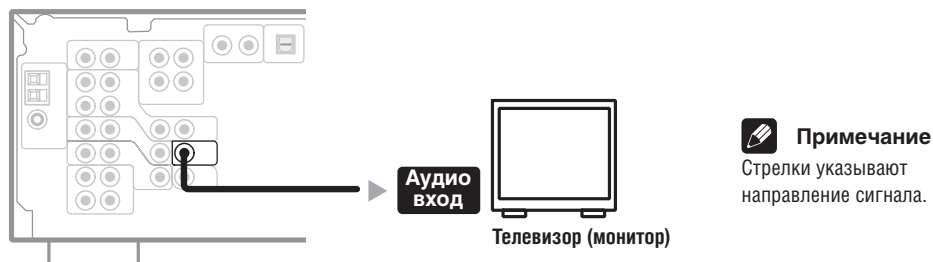 Аудио
вход
Телевизор (монитор)
Примечание
Стрелки указывают
направление сигнала.